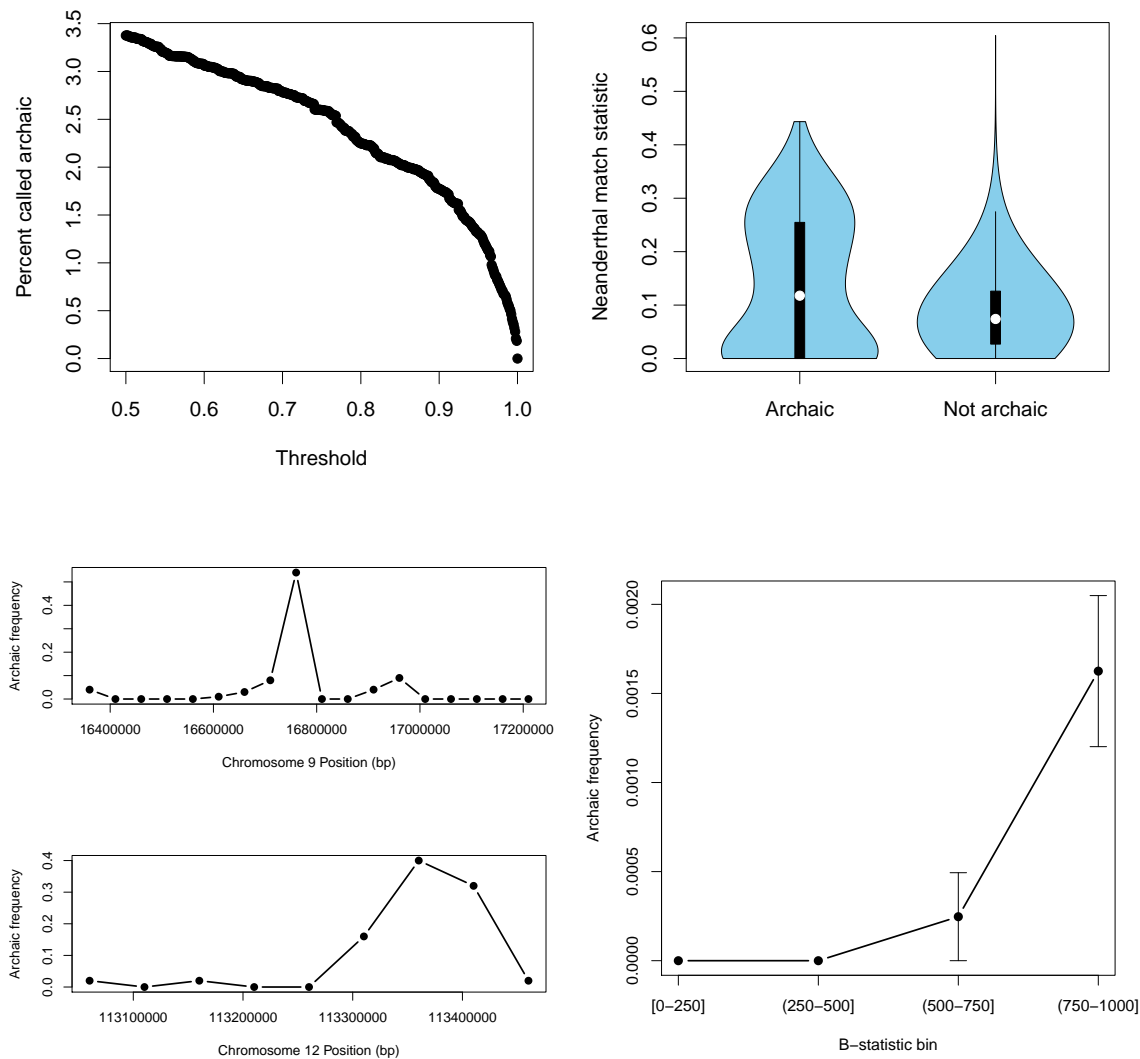 Percent called archaic
3.5
3.0
2.5
2.0
1.5
1.0
0.5
0.0
0.5 0.6 0.7 0.8 0.9 1.0
Threshold
Neanderthal match statistic
0.6
0.5
0.4
0.3
0.2
0.1
0.0
Archaic Not archaic
Archaic frequency
0.4
0.2
0.0
16400000 16600000 16800000 17000000 17200000
Chromosome 9 Position (bp)
Archaic frequency
0.4
0.3
0.2
0.1
0.0
113100000 113200000 113300000 113400000
Chromosome 12 Position (bp)
Archaic frequency
0.0020
0.0015
0.0010
0.0005
0.0000
[0−250] (250−500] (500−750] (750−1000]
B−statistic bin